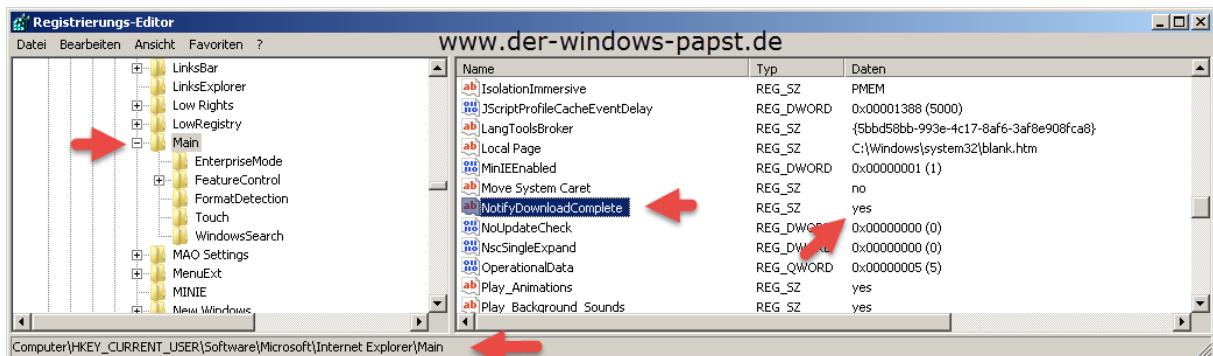 Registrierungs-Editor
Datei Bearbeiten Ansicht Favoriten ?
www.der-windows-papst.de
LinksBar
LinksExplorer
Low Rights
LowRegistry
Main
EnterpriseMode
FeatureControl
FormatDetection
Touch
WindowsSearch
MAO Settings
MenuExt
MINIE
New Windows
Name Typ Daten
IsolationImmersive REG_SZ PMEM
JScriptProfileCacheEventDelay REG_DWORD 0x00001388 (5000)
LangToolsBroker REG_SZ {5bbd58bb-993e-4c17-8af6-3af8e908fca8}
Local Page REG_SZ C:\Windows\system32\blank.htm
MinIEEnabled REG_DWORD 0x00000001 (1)
Move System Caret REG_SZ no
NotifyDownloadComplete REG_SZ yes
NoUpdateCheck REG_DWORD 0x00000000 (0)
NscSingleExpand REG_DWORD 0x00000000 (0)
OperationalData REG_QWORD 0x00000005 (5)
Play_Animations REG_SZ yes
Play_Background_Sounds REG_SZ yes
Computer\HKEY_CURRENT_USER\Software\Microsoft\Internet Explorer\Main